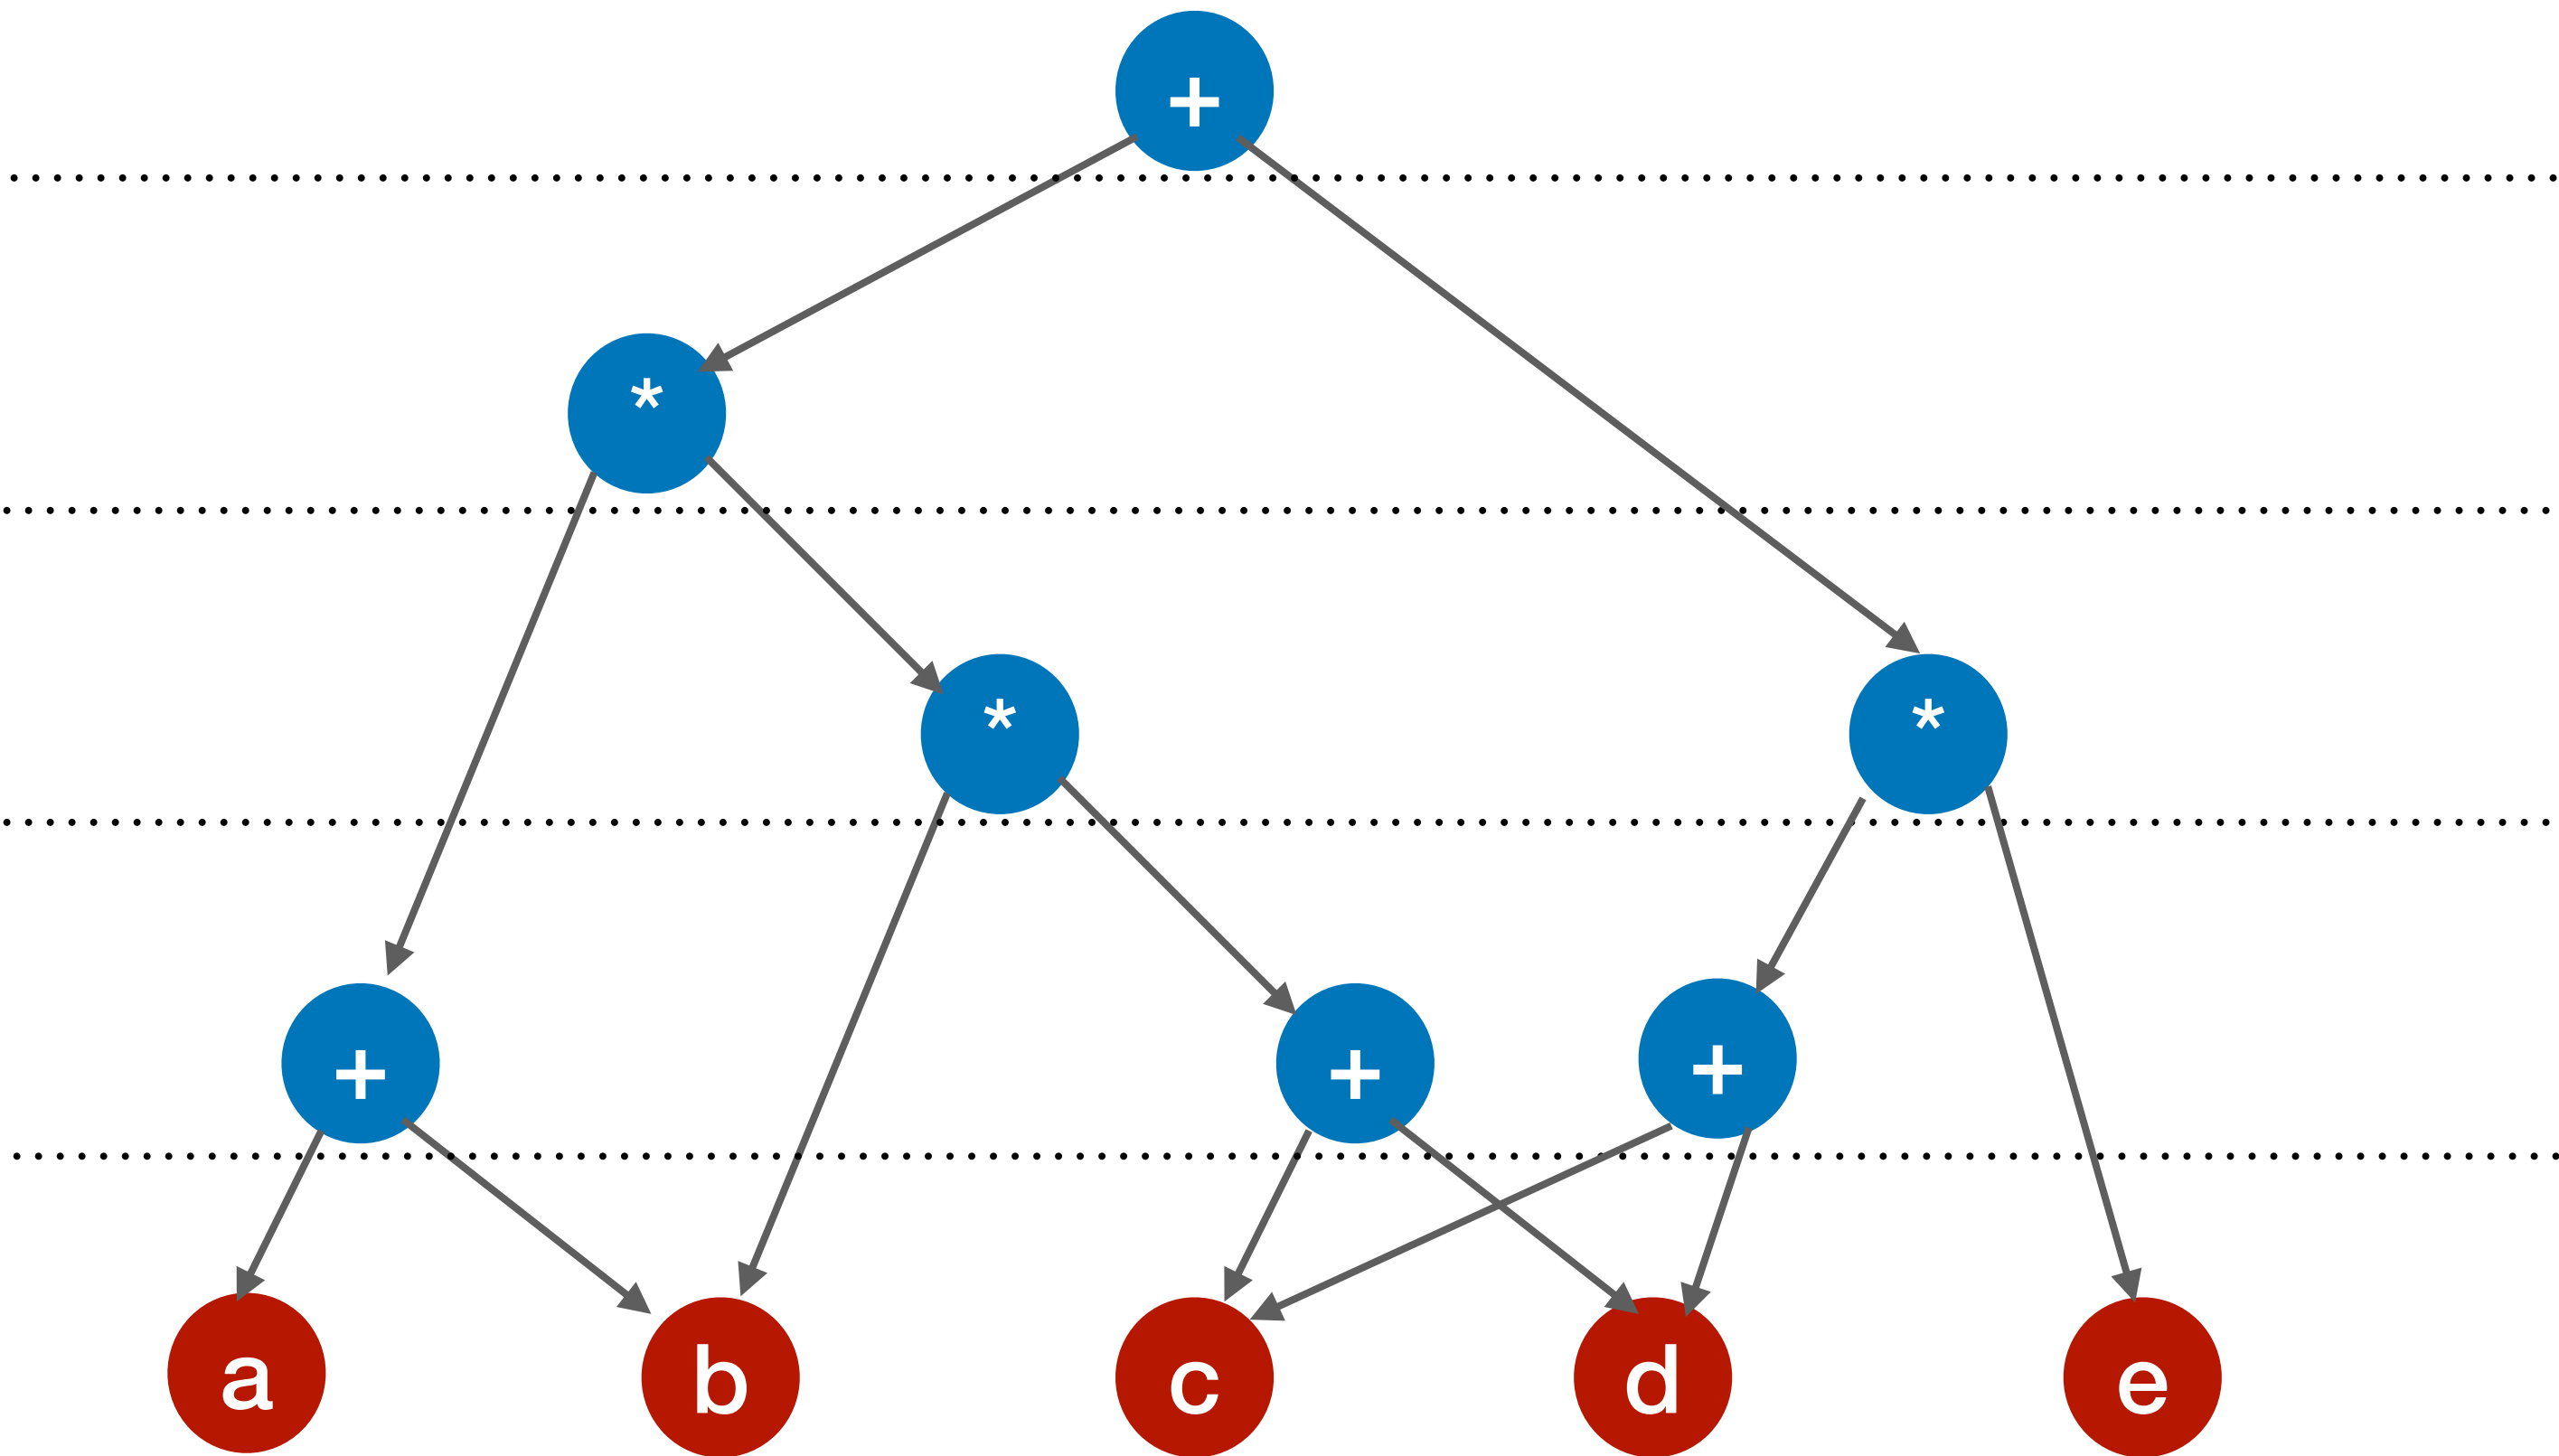 +
*
* *
+ + +
a b c d e